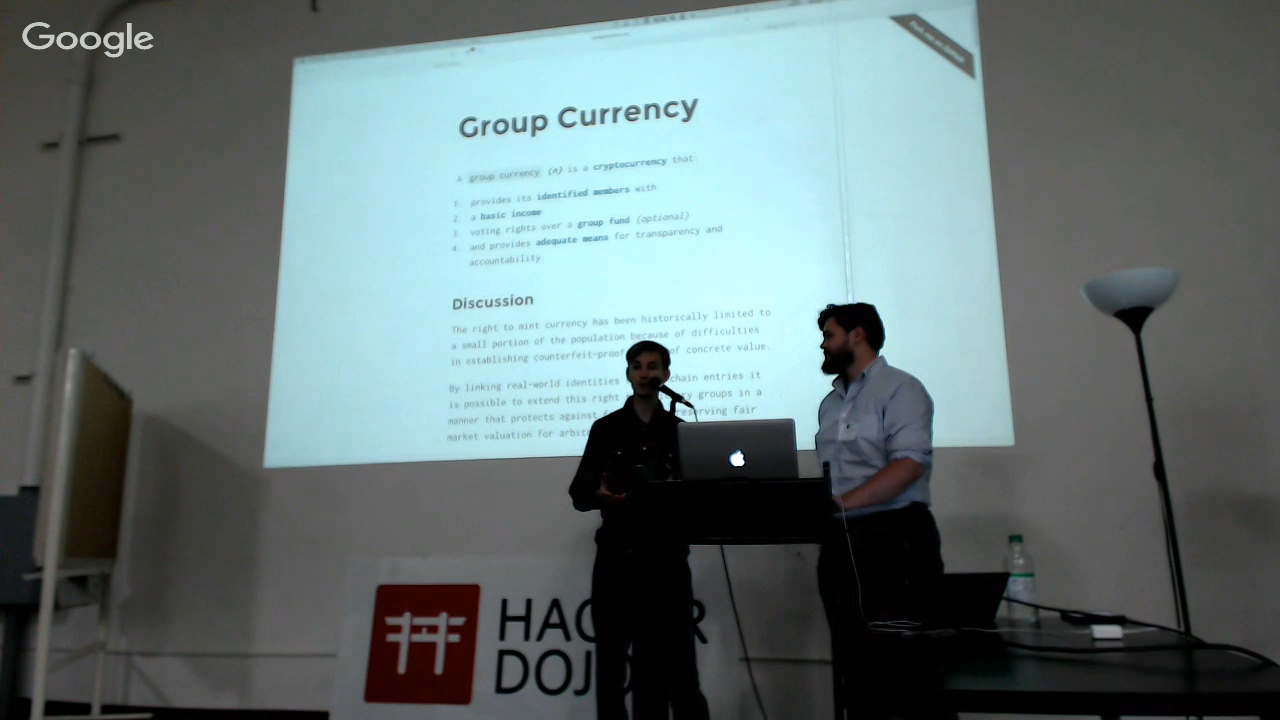 Google
Group Currency
A group currency (n) is a cryptocurrency that:
1. provides its identified members with
2. a basic income
3. voting rights over a group fund (optional)
4. and provides adequate means for transparency and
accountability
Discussion
The right to mint currency has been historically limited to
a small portion of the population because of difficulties
in establishing counterfeit-proof of concrete value.
By linking real-world identities chain entries it
is possible to extend this right groups in a
manner that protects against reserving fair
market valuation for
HAC R
DOJO